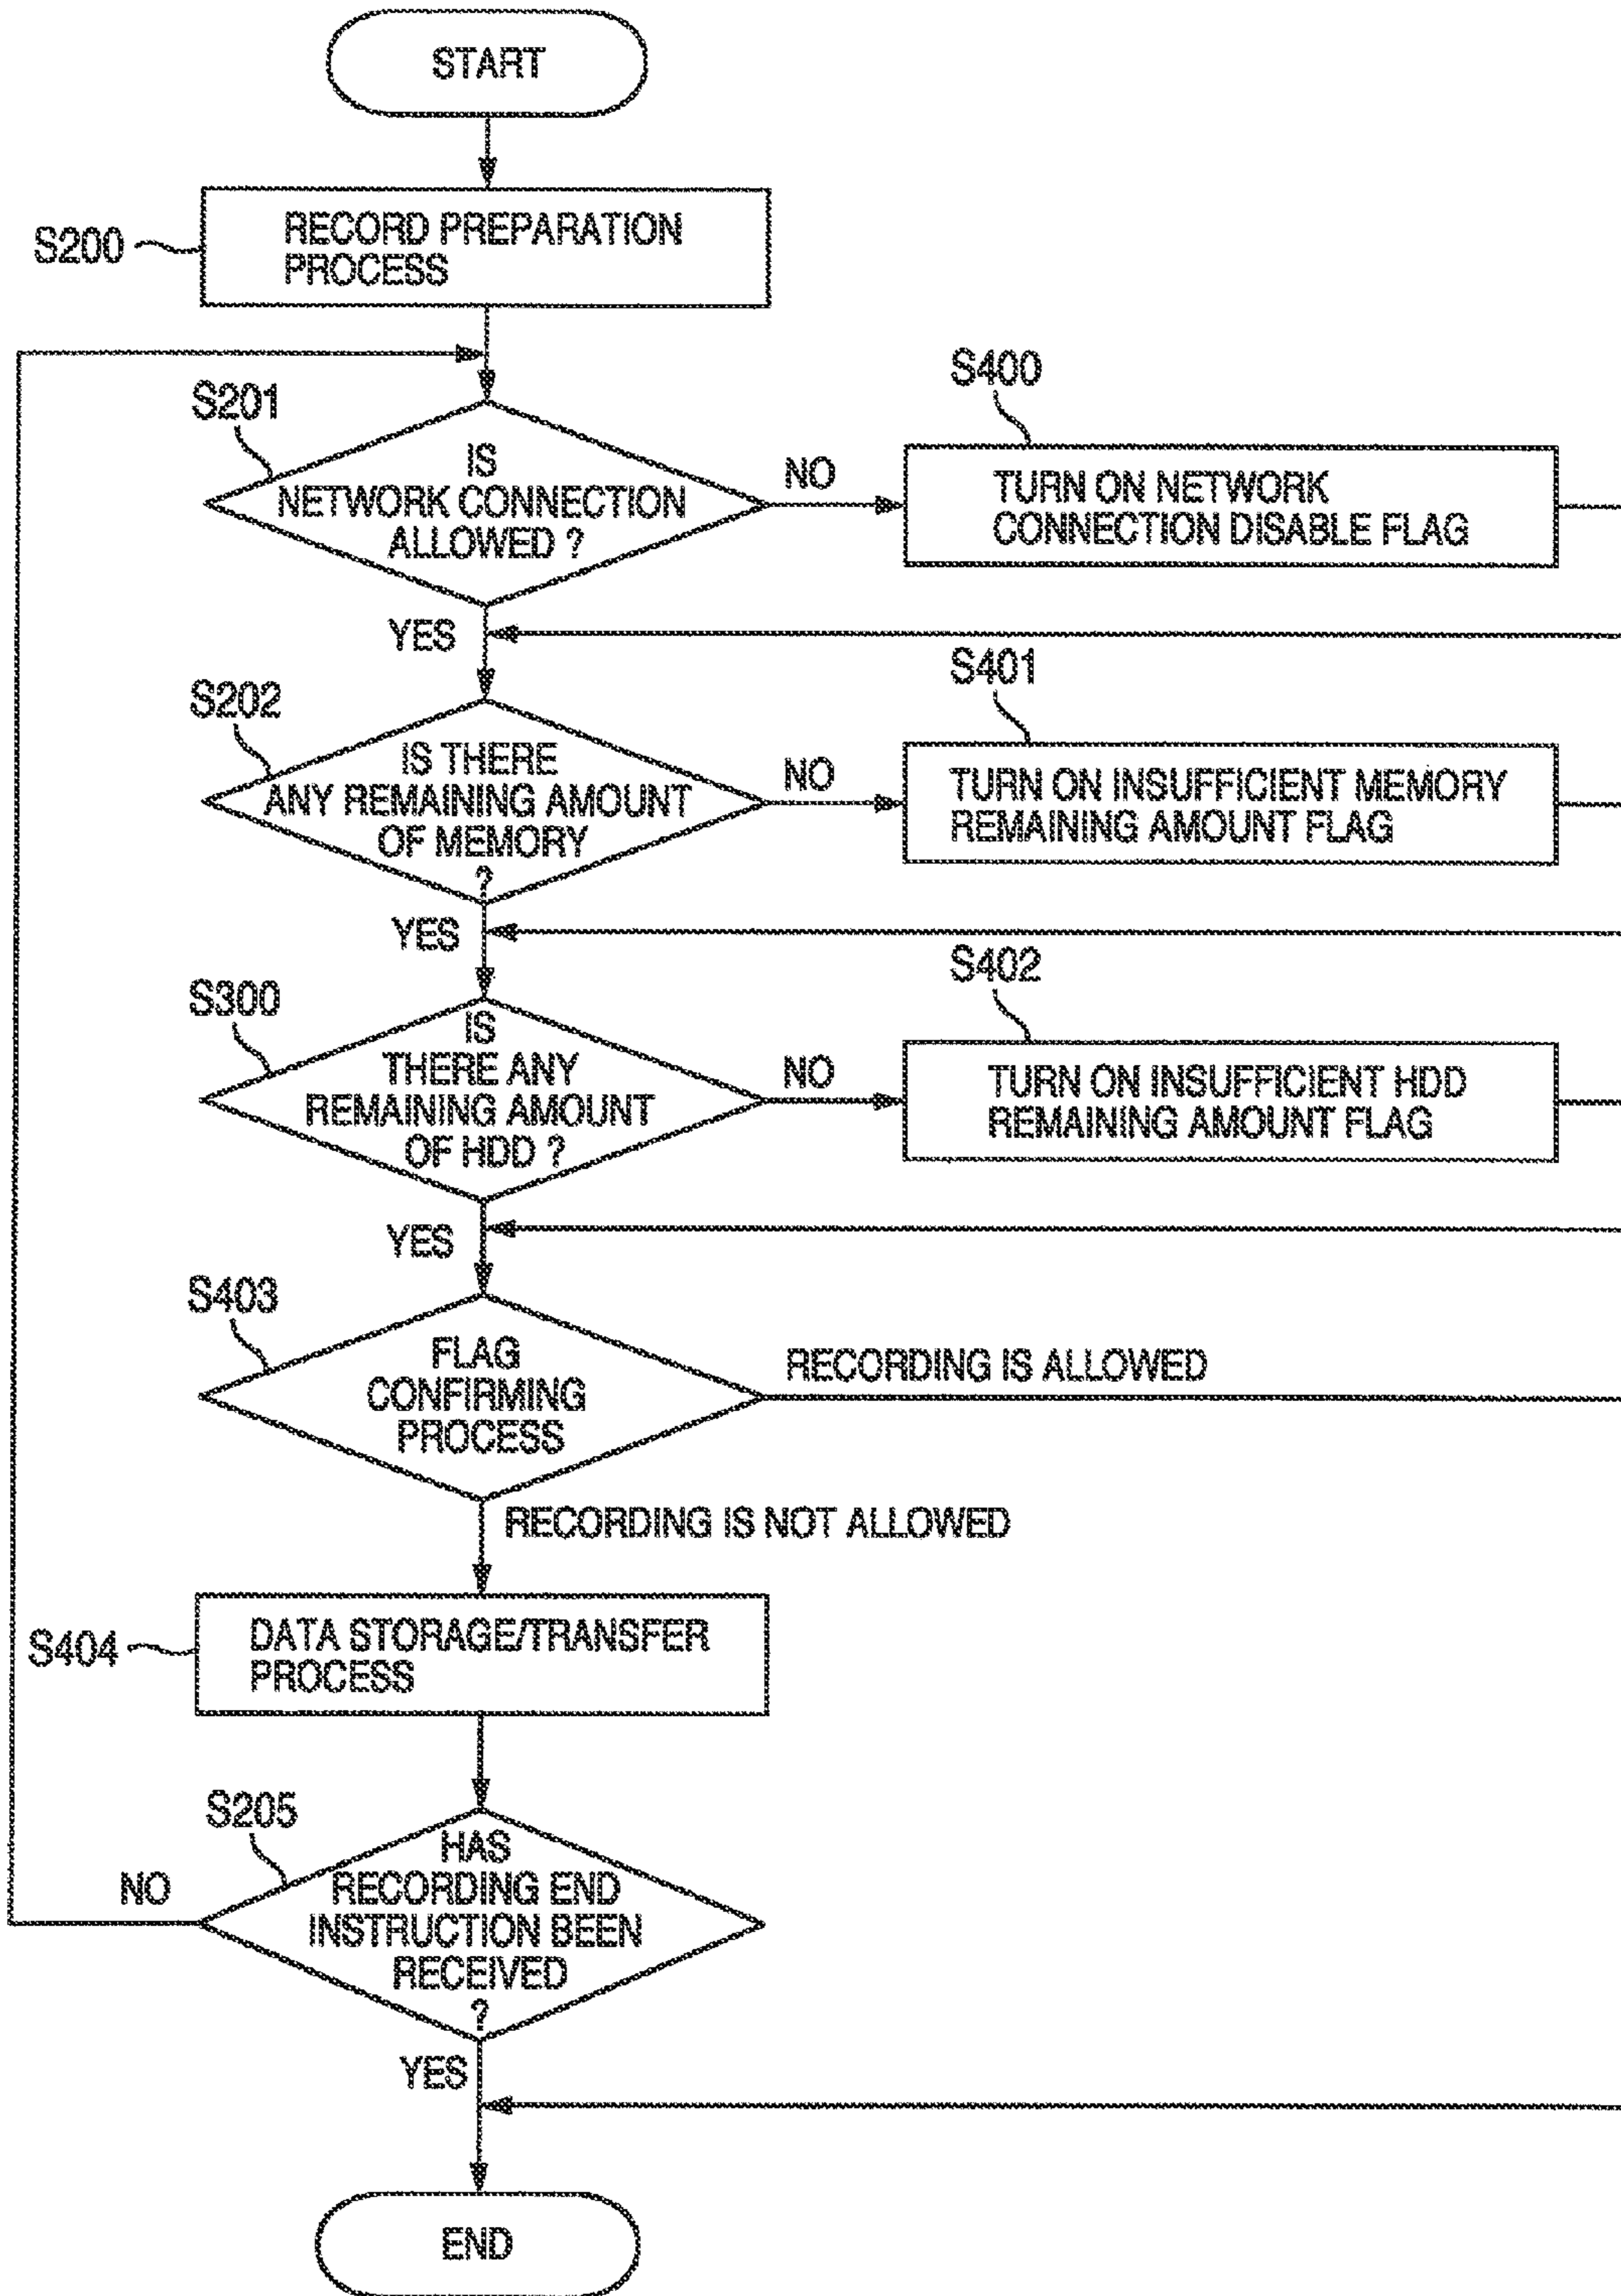 START
S200
RECORD PREPARATION
PROCESS
S201
IS
NETWORK CONNECTION
ALLOWED ?
NO
S400
TURN ON NETWORK
CONNECTION DISABLE FLAG
YES
S202
IS THERE
ANY REMAINING AMOUNT
OF MEMORY
?
NO
S401
TURN ON INSUFFICIENT MEMORY
REMAINING AMOUNT FLAG
YES
S300
IS
THERE ANY
REMAINING AMOUNT
OF HDD ?
NO
S402
TURN ON INSUFFICIENT HDD
REMAINING AMOUNT FLAG
YES
S403
FLAG
CONFIRMING
PROCESS
RECORDING IS ALLOWED
RECORDING IS NOT ALLOWED
S404
DATA STORAGE/TRANSFER
PROCESS
S205
HAS
RECORDING END
INSTRUCTION BEEN
RECEIVED
?
NO
YES
END